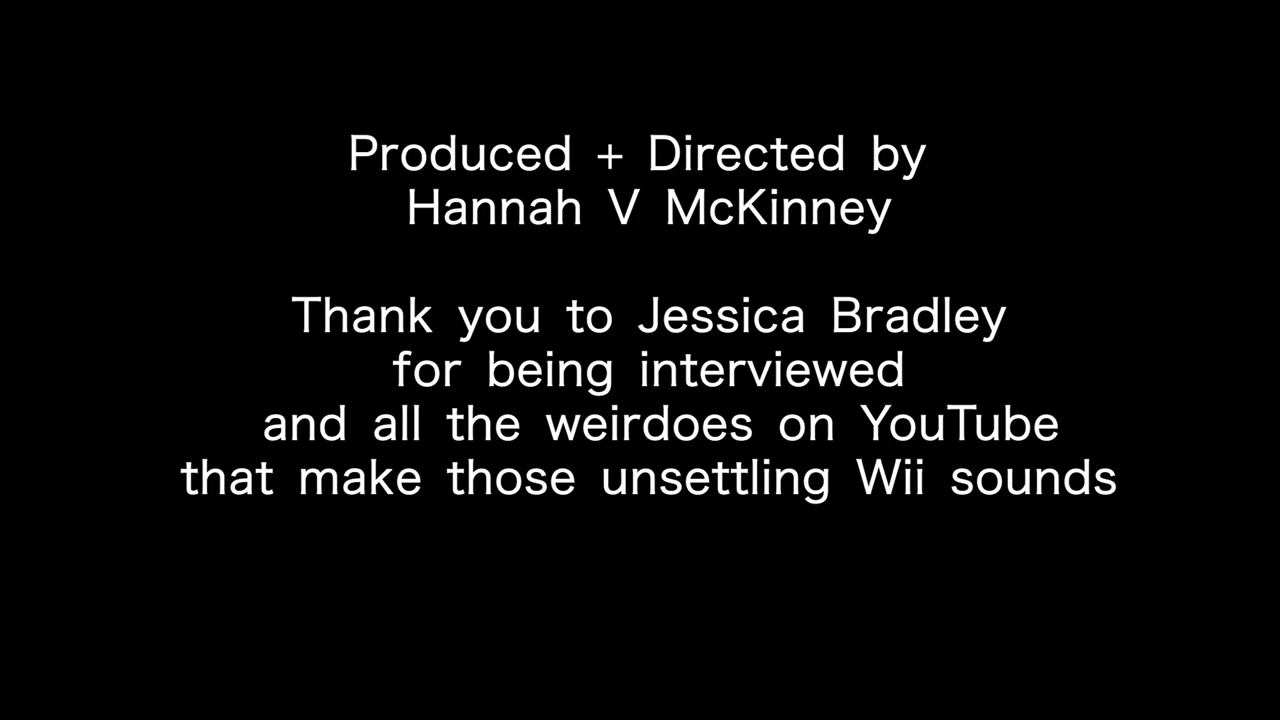 Produced + Directed by
Hannah V McKinney
Thank you to Jessica Bradley
for being interviewed
and all the weirdoes on YouTube
that make those unsettling Wii sounds